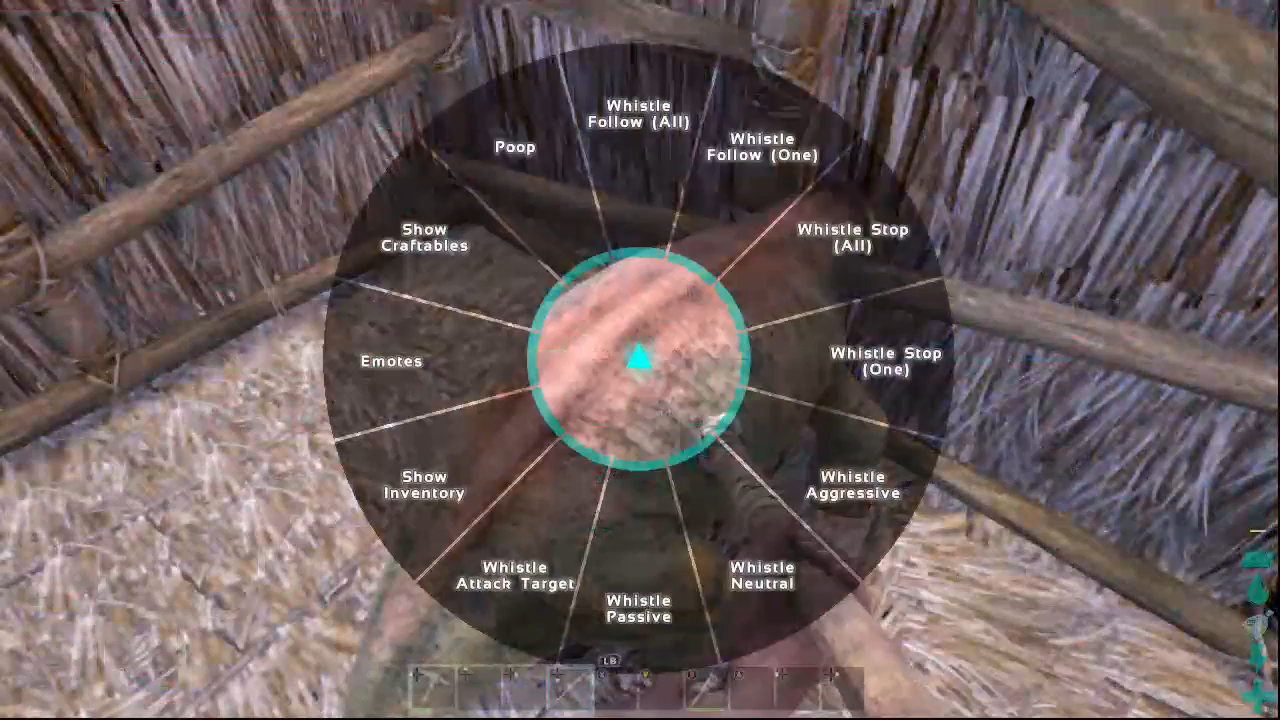 Whistle
Follow (All)
Whistle
Follow (One)
Poop
Whistle Stop
(All)
Show
Craftables
Whistle Stop
(One)
Emotes
Whistle
Aggressive
Show
Inventory
Whistle
Neutral
Whistle
Attack Target
Whistle
Passive
LB